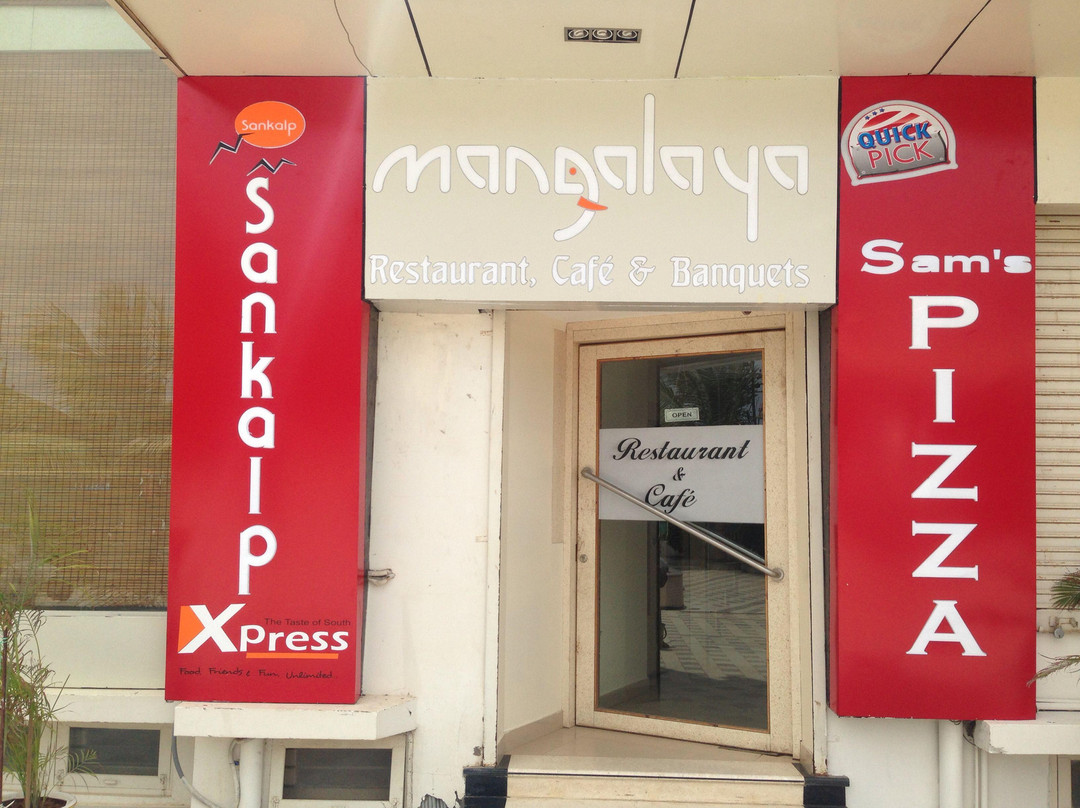 Sankalp
Sankalp
The Taste of South
Xpress
Food, Friends & Fun Unlimited..
mangalaya
Restaurant, Café & Banquets
OPEN
Restaurant
&
Café
QUICK
PICK
Sam's
PIZZA